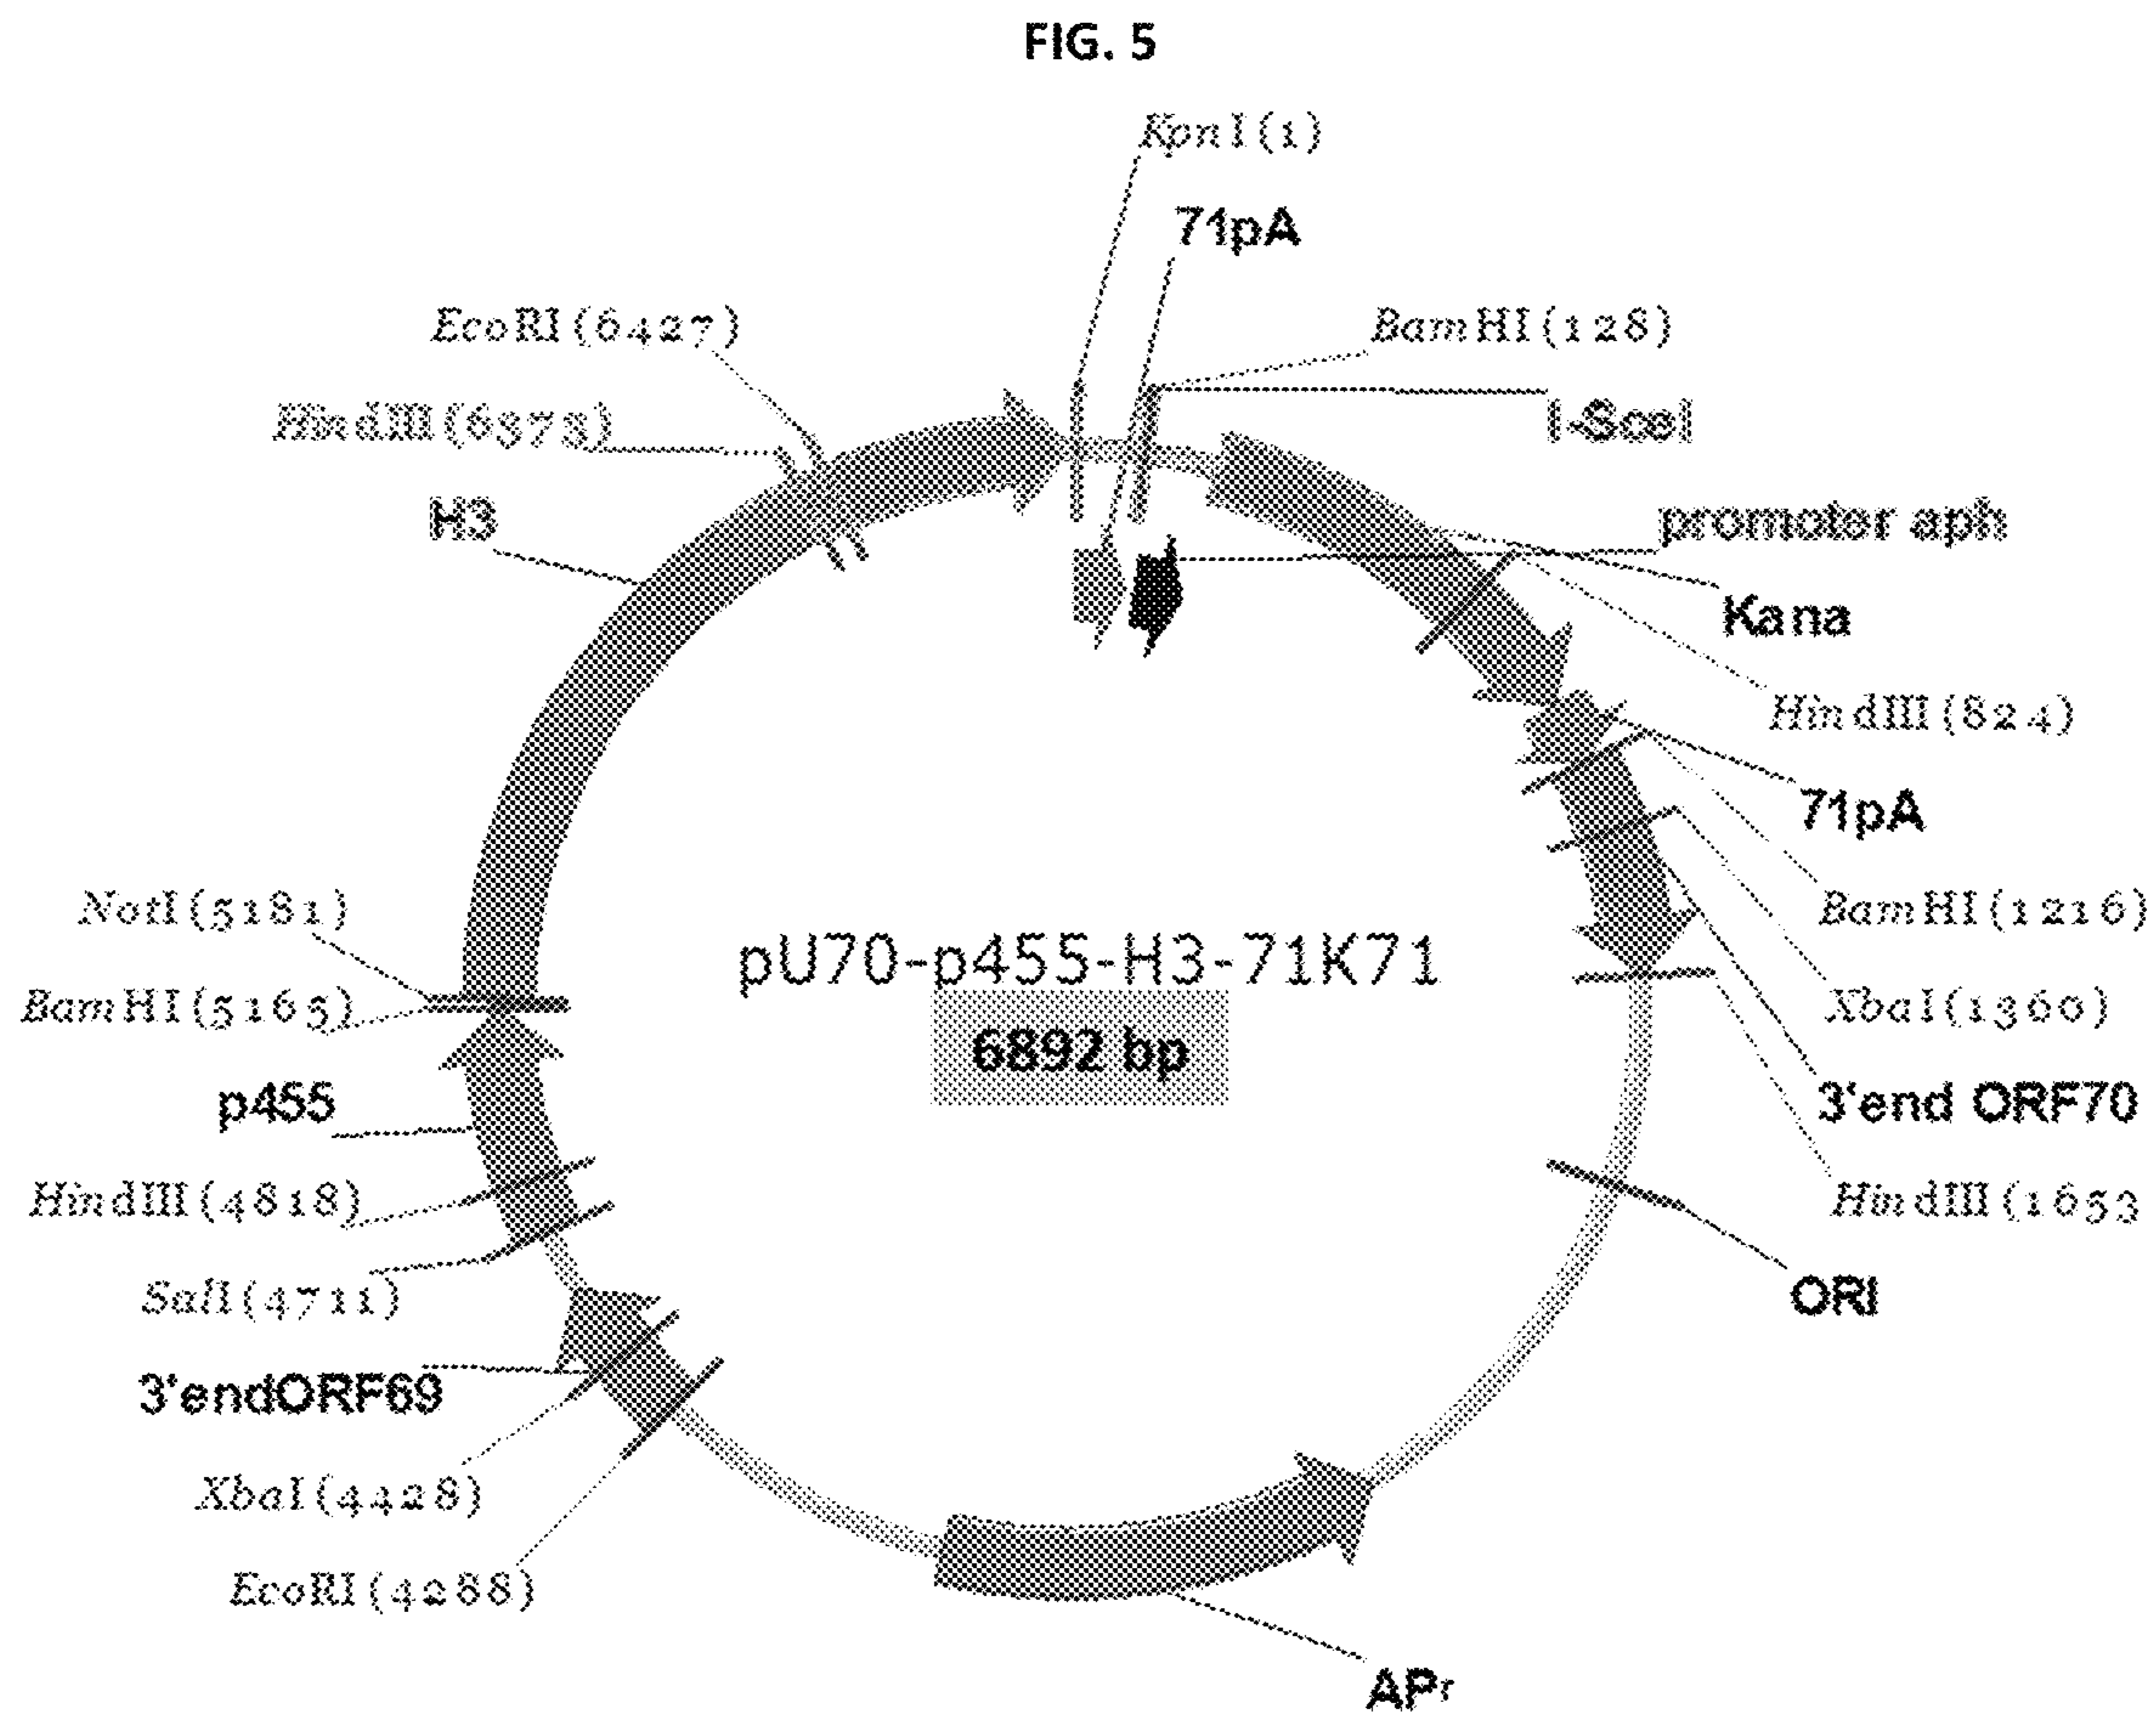 FIG. 5
KpnI(1)
71pA
EcoRI(6427)
BamHI(128)
HindIII(6373)
I-SceI
H3
promoter aph
Kana
HindIII(824)
71pA
NotI(5181)
BamHI(1216)
pU70-p455-H3-71K71
BamHI(5165)
XbaI(1360)
6892 bp
p455
3'end ORF70
HindIII(4818)
HindIII(1653
SalI(4711)
ORI
3'endORF69
XbaI(4428)
EcoRI(4288)
APr